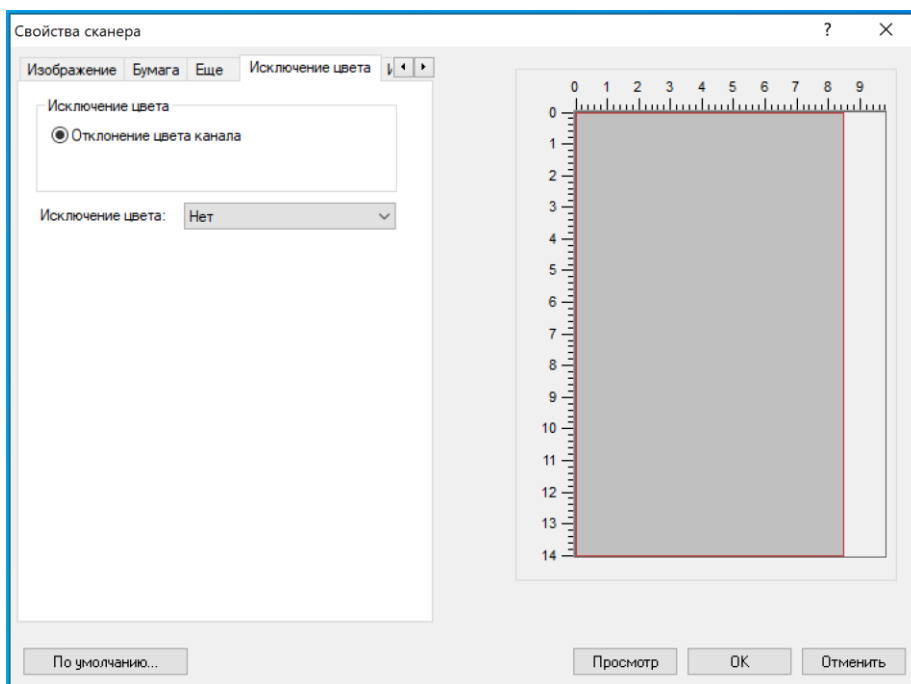 Свойства сканера ?
Изображение Бумага Еще Исключение цвета
Исключение цвета
Отклонение цвета канала
Исключение цвета: Нет
0 1 2 3 4 5 6 7 8 9
0
1
2
3
4
5
6
7
8
9
10
11
12
13
14
По умолчанию... Просмотр OK Отменить